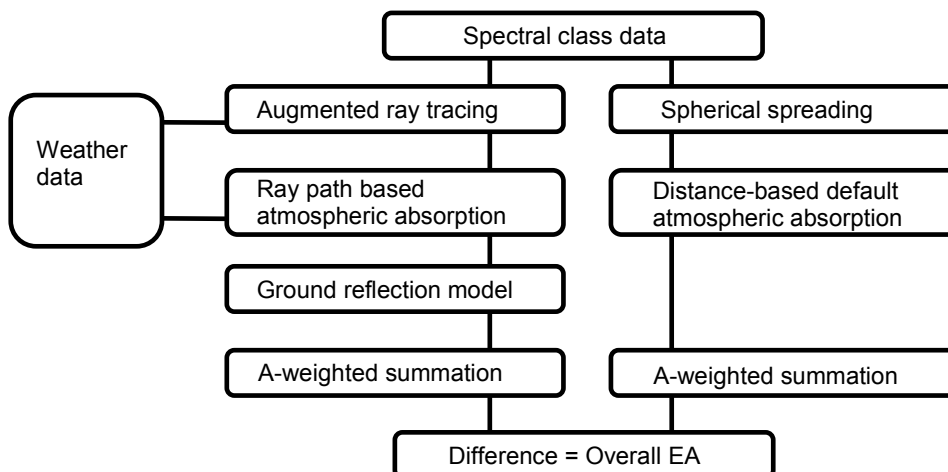 Spectral class data
Augmented ray tracing
Spherical spreading
Weather
data
Ray path based
atmospheric absorption
Distance-based default
atmospheric absorption
Ground reflection model
A-weighted summation
A-weighted summation
Difference = Overall EA